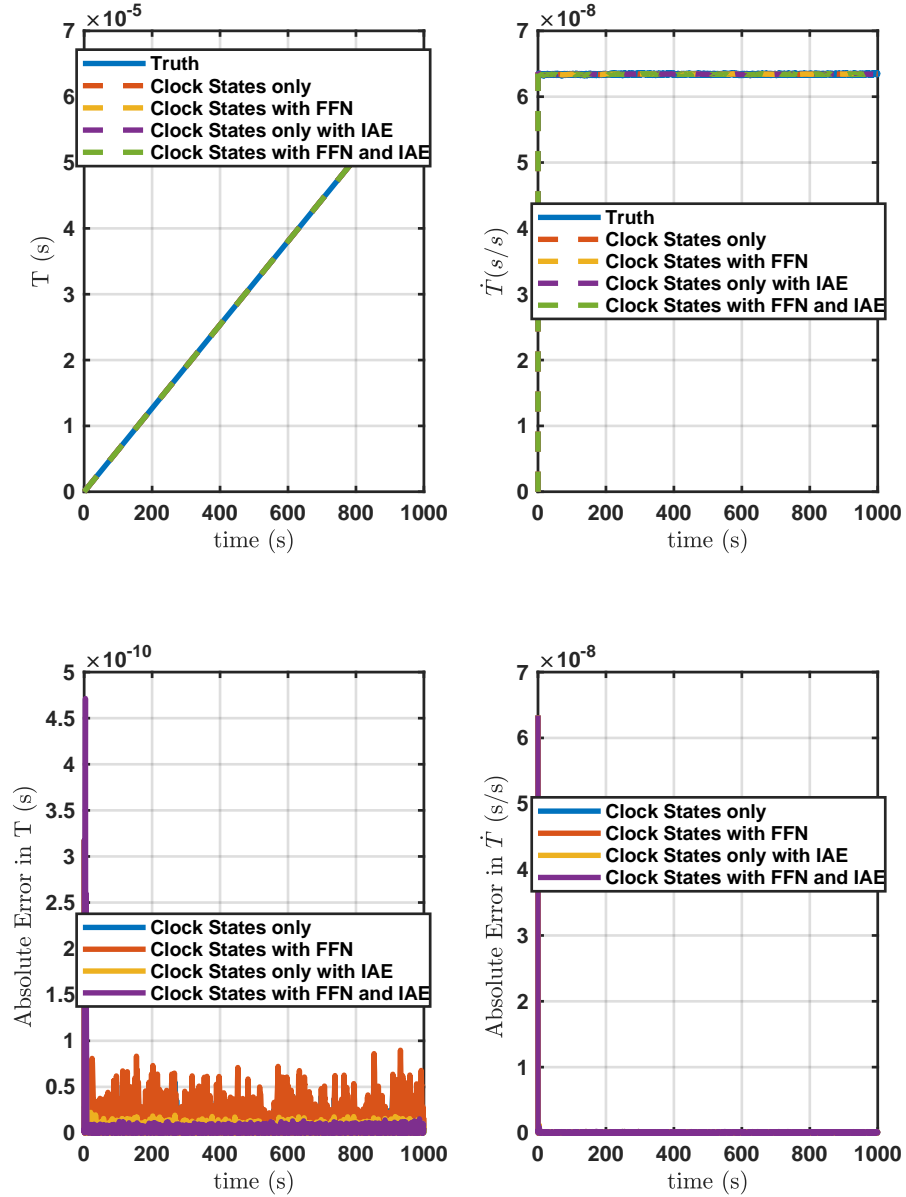 ×10-5
7
6
5
4
3
2
1
0
T (s)
Truth
Clock States only
Clock States with FFN
Clock States only with IAE
Clock States with FFN and IAE
0 200 400 600 800 1000
time (s)
×10-8
7
6
5
4
3
2
1
0
Ṫ(s/s)
Truth
Clock States only
Clock States with FFN
Clock States only with IAE
Clock States with FFN and IAE
0 200 400 600 800 1000
time (s)
×10-10
5
4.5
4
3.5
3
2.5
2
1.5
1
0.5
0
Absolute Error in T (s)
Clock States only
Clock States with FFN
Clock States only with IAE
Clock States with FFN and IAE
0 200 400 600 800 1000
time (s)
×10-8
7
6
5
4
3
2
1
0
Absolute Error in Ṫ (s/s)
Clock States only
Clock States with FFN
Clock States only with IAE
Clock States with FFN and IAE
0 200 400 600 800 1000
time (s)